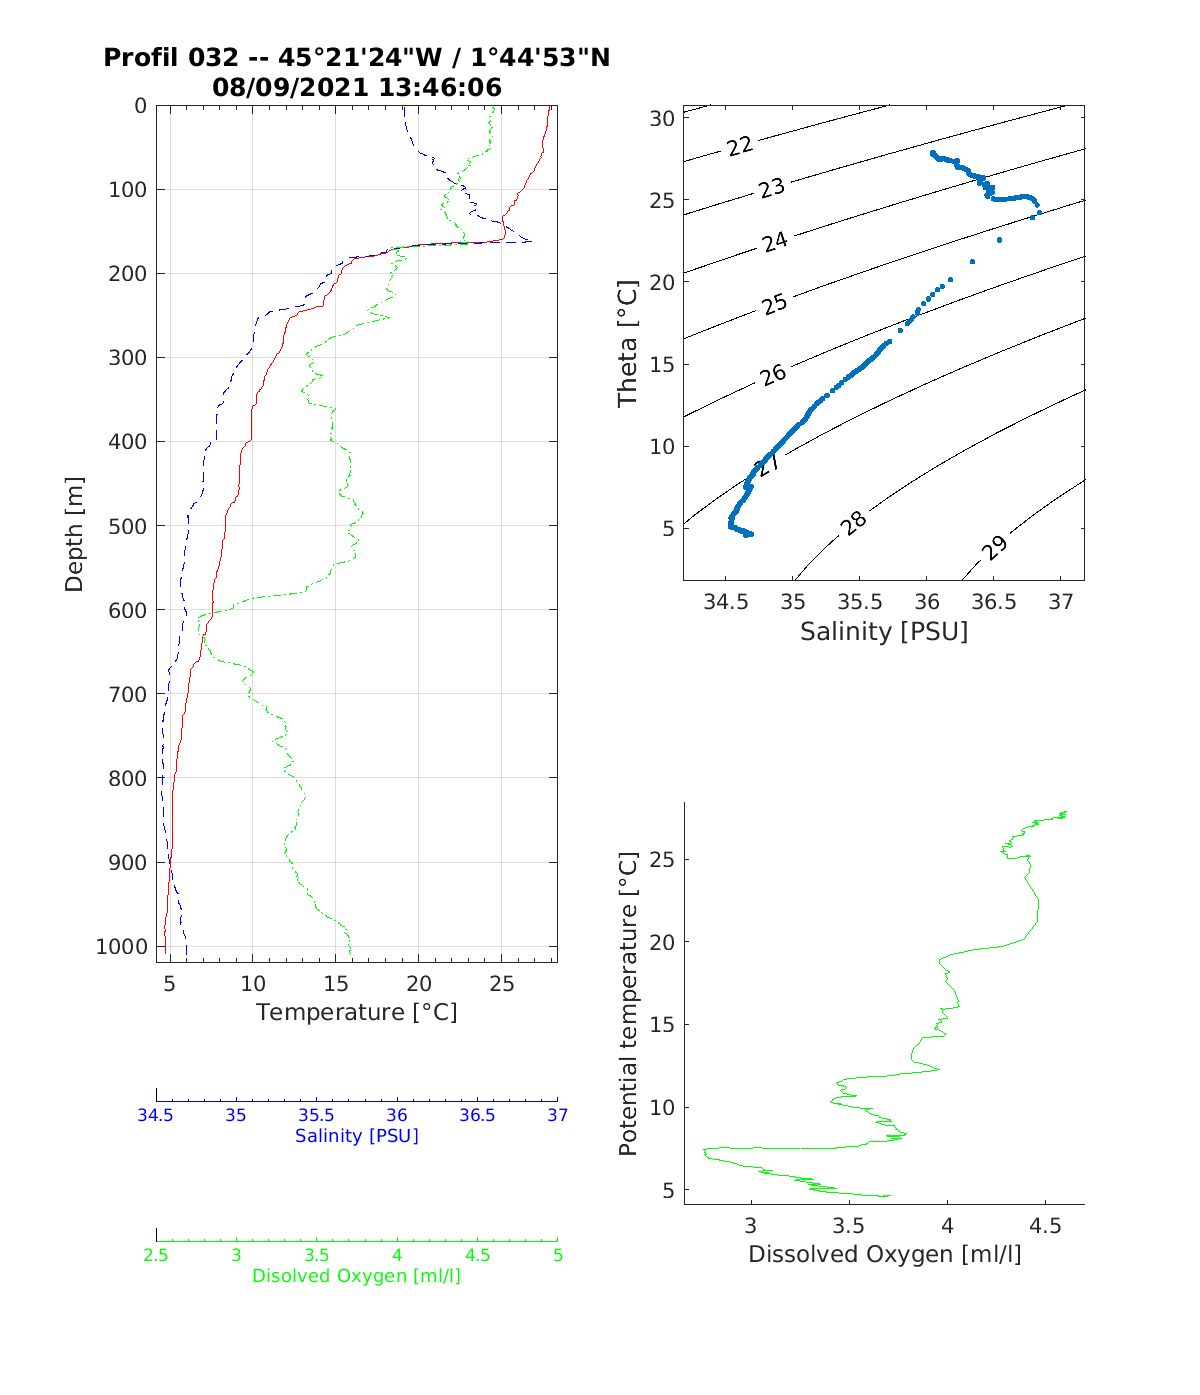 Profil 032 -- 45°21'24"W / 1°44'53"N
08/09/2021 13:46:06
0
100
200
300
400
500
600
700
800
900
1000
Depth [m]
5 10 15 20 25
Temperature [°C]
34.5 35 35.5 36 36.5 37
Salinity [PSU]
2.5 3 3.5 4 4.5 5
Disolved Oxygen [ml/l]
30
25
20
15
10
5
Theta [°C]
22
23
24
25
26
27
28
29
34.5 35 35.5 36 36.5 37
Salinity [PSU]
25
20
15
10
5
Potential temperature [°C]
3 3.5 4 4.5
Dissolved Oxygen [ml/l]